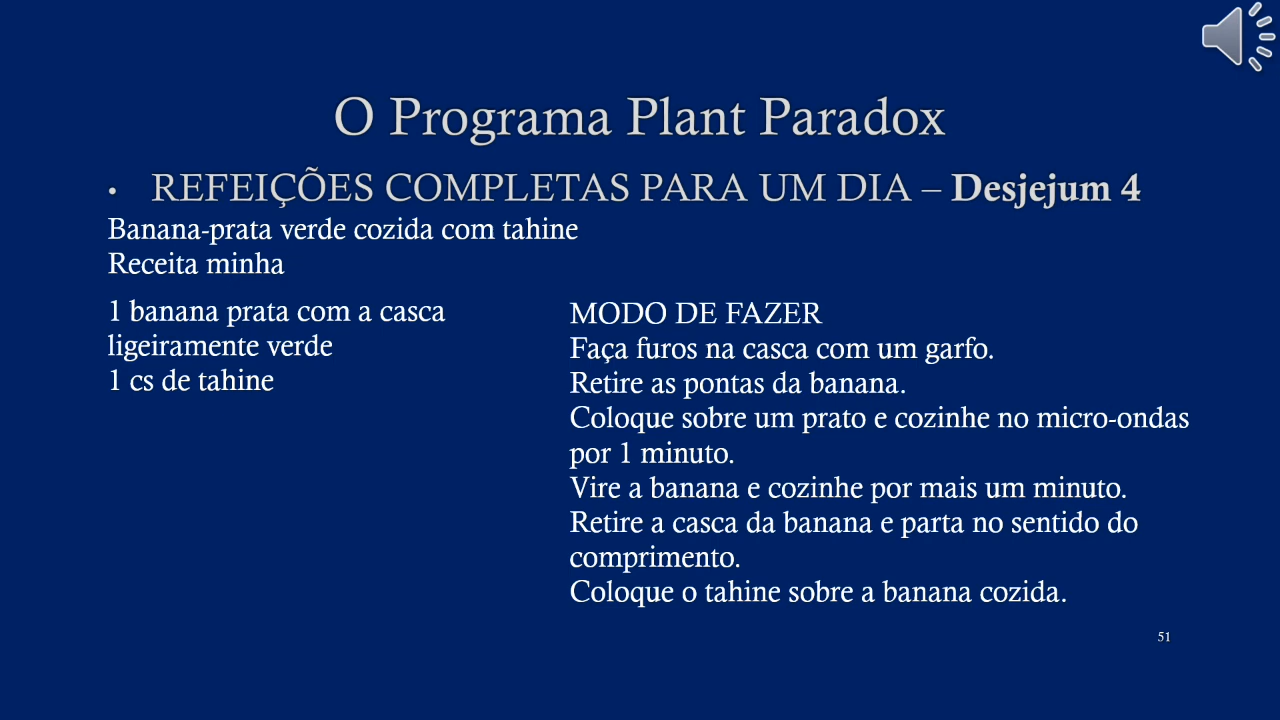 O Programa Plant Paradox
• REFEIÇÕES COMPLETAS PARA UM DIA – Desjejum 4
Banana-prata verde cozida com tahine
Receita minha
1 banana prata com a casca
ligeiramente verde
1 cs de tahine
MODO DE FAZER
Faça furos na casca com um garfo.
Retire as pontas da banana.
Coloque sobre um prato e cozinhe no micro-ondas
por 1 minuto.
Vire a banana e cozinhe por mais um minuto.
Retire a casca da banana e parta no sentido do
comprimento.
Coloque o tahine sobre a banana cozida.
51